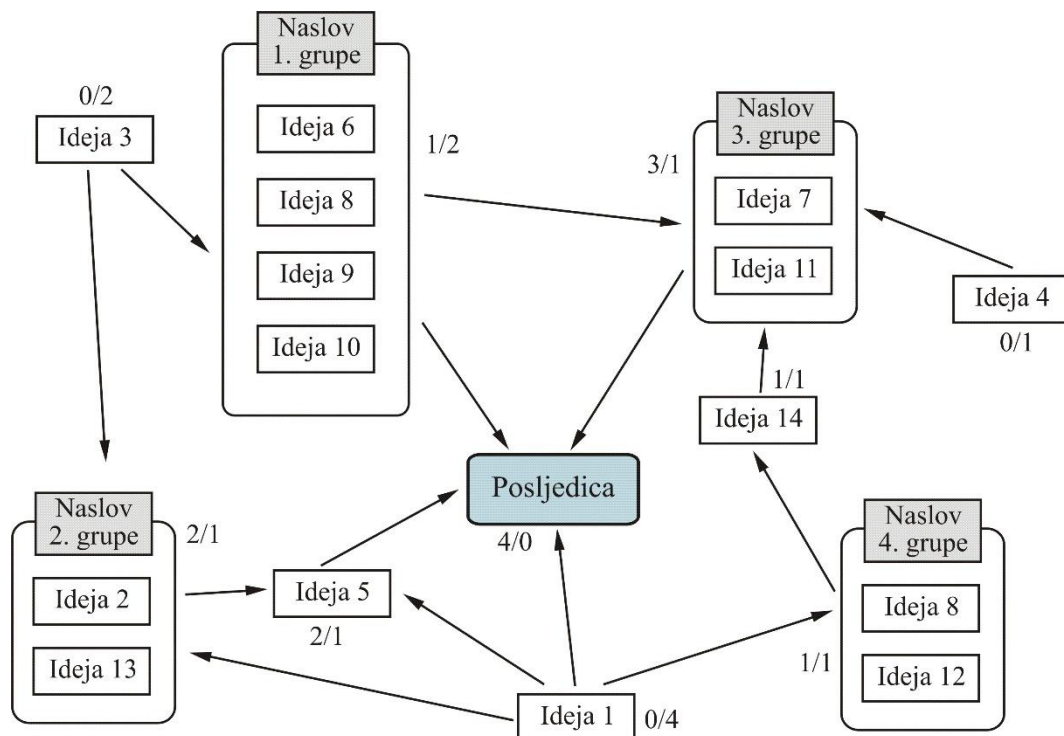 Naslov
1. grupe
Ideja 6
Ideja 8
Ideja 9
Ideja 10
1/2
0/2
Ideja 3
Naslov
3. grupe
3/1
Ideja 7
Ideja 11
Ideja 4
0/1
1/1
Ideja 14
Posljedica
4/0
Naslov
2. grupe
2/1
Ideja 2
Ideja 13
Ideja 5
2/1
Ideja 1
0/4
Naslov
4. grupe
Ideja 8
Ideja 12
1/1